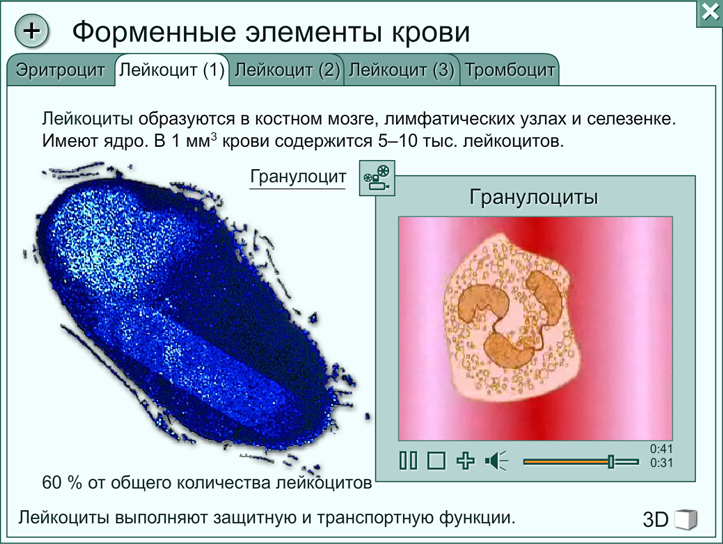 Форменные элементы крови
Эритроцит Лейкоцит (1) Лейкоцит (2) Лейкоцит (3) Тромбоцит
Лейкоциты образуются в костном мозге, лимфатических узлах и селезенке.
Имеют ядро. В 1 мм³ крови содержится 5–10 тыс. лейкоцитов.
Гранулоцит
Гранулоциты
0:41
0:31
60 % от общего количества лейкоцитов
Лейкоциты выполняют защитную и транспортную функции.
3D